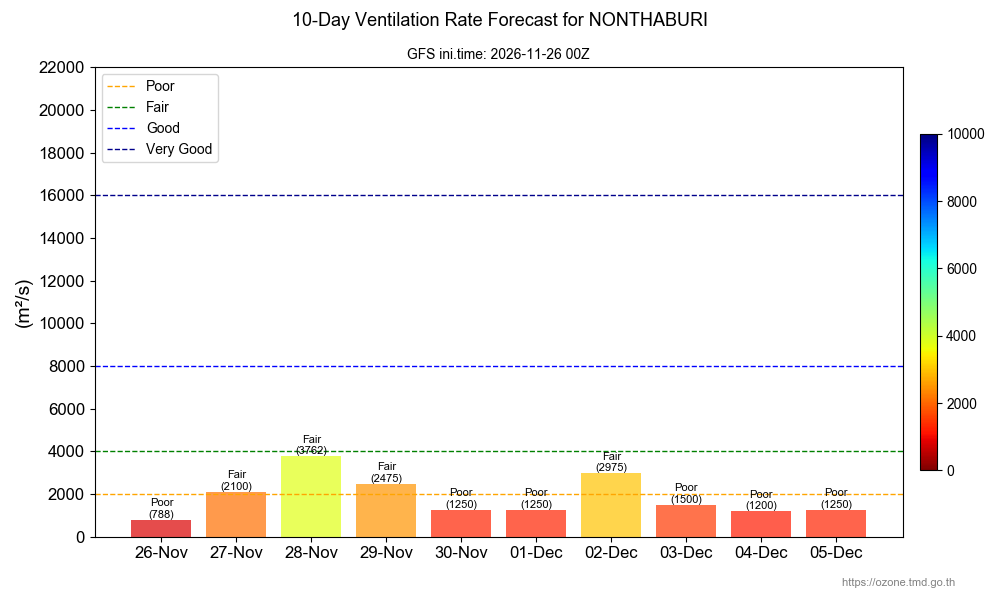 10-Day Ventilation Rate Forecast for NONTHABURI
GFS ini.time: 2026-11-26 00Z
22000
20000
18000
16000
14000
12000
10000
8000
6000
4000
2000
0
(m²/s)
Poor
Fair
Good
Very Good
Poor
(788)
Fair
(2100)
Fair
(3762)
Fair
(2475)
Poor
(1250)
Poor
(1250)
Fair
(2975)
Poor
(1500)
Poor
(1200)
Poor
(1250)
26-Nov 27-Nov 28-Nov 29-Nov 30-Nov 01-Dec 02-Dec 03-Dec 04-Dec 05-Dec
10000
8000
6000
4000
2000
0
https://ozone.tmd.go.th